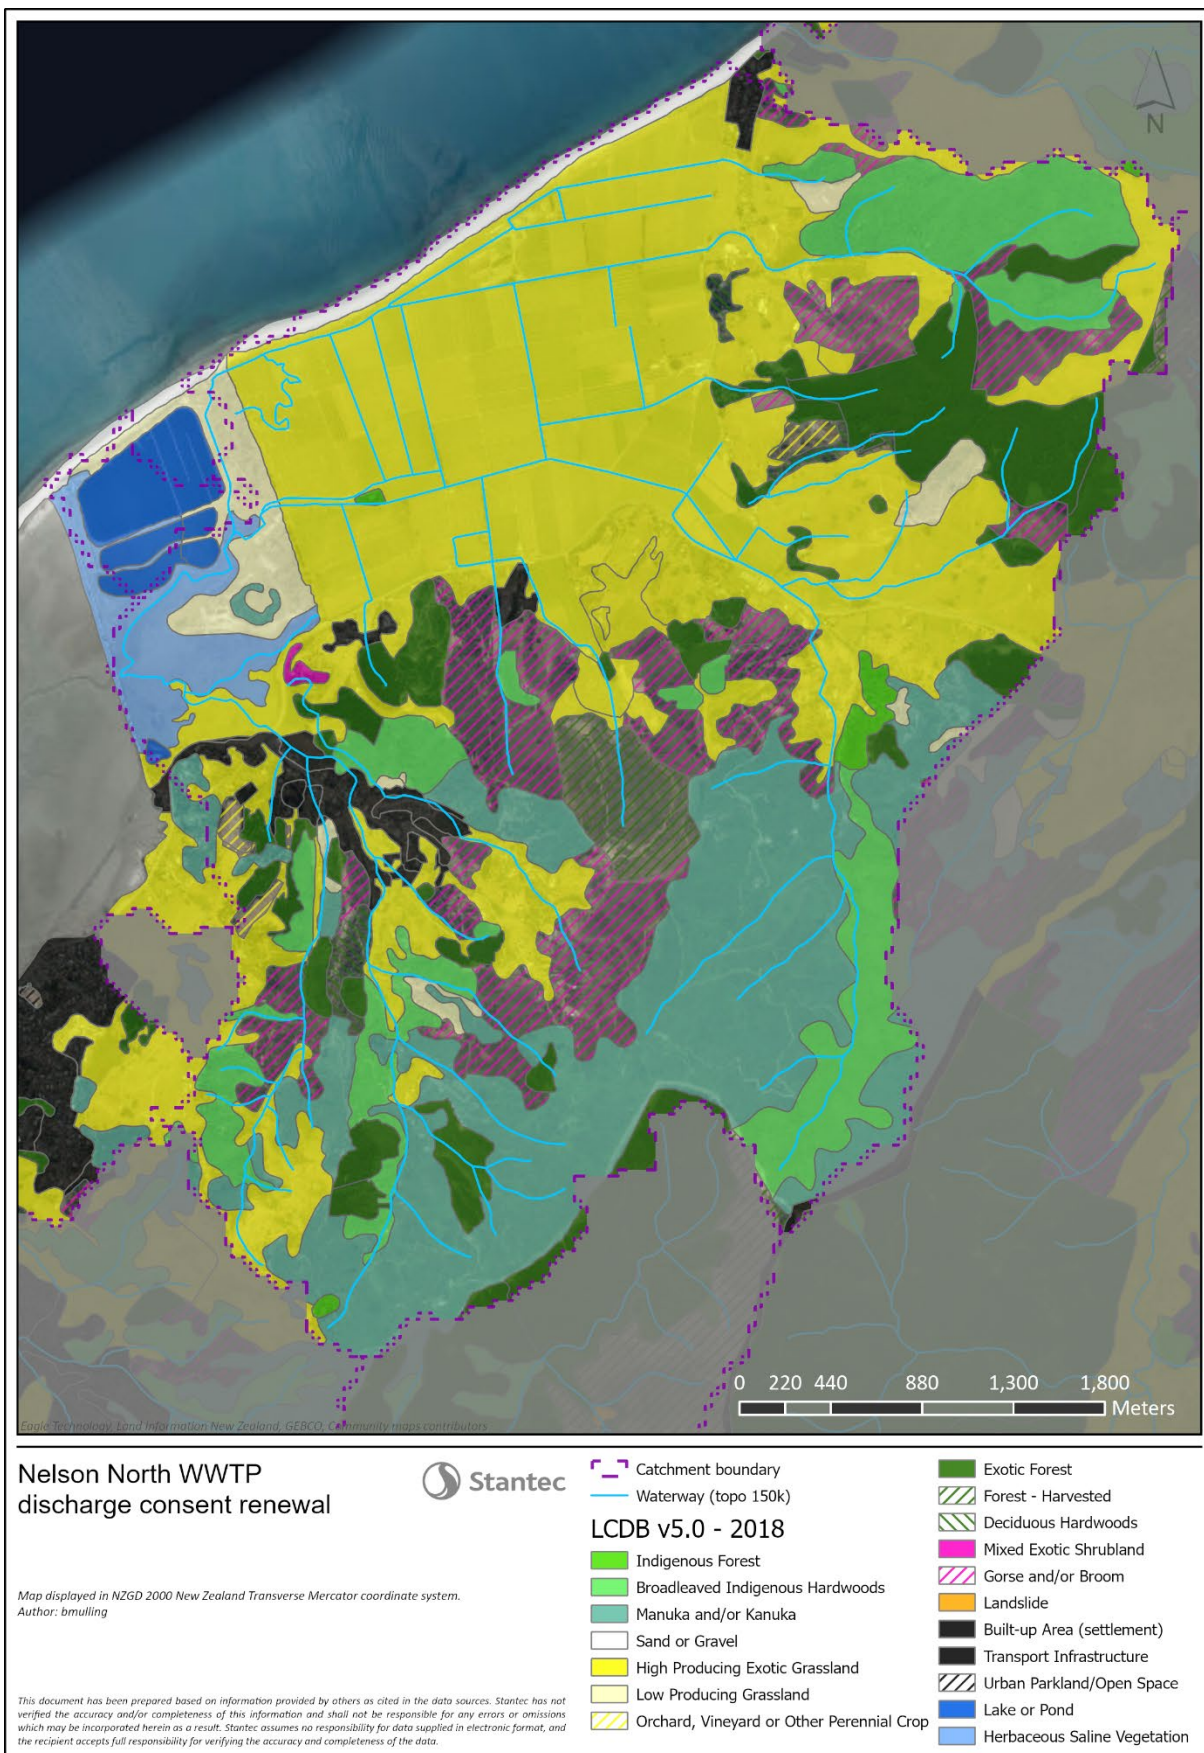 N
0 220 440 880 1,300 1,800
Meters
Eagle Technology, Land Information New Zealand, GEBCO, Community maps contributors
Nelson North WWTP
discharge consent renewal
Stantec
Map displayed in NZGD 2000 New Zealand Transverse Mercator coordinate system.
Author: bmulling
This document has been prepared based on information provided by others as cited in the data sources. Stantec has not
verified the accuracy and/or completeness of this information and shall not be responsible for any errors or omissions
which may be incorporated herein as a result. Stantec assumes no responsibility for data supplied in electronic format, and
the recipient accepts full responsibility for verifying the accuracy and completeness of the data.
Catchment boundary
Waterway (topo 150k)
LCDB v5.0 - 2018
Indigenous Forest
Broadleaved Indigenous Hardwoods
Manuka and/or Kanuka
Sand or Gravel
High Producing Exotic Grassland
Low Producing Grassland
Orchard, Vineyard or Other Perennial Crop
Exotic Forest
Forest - Harvested
Deciduous Hardwoods
Mixed Exotic Shrubland
Gorse and/or Broom
Landslide
Built-up Area (settlement)
Transport Infrastructure
Urban Parkland/Open Space
Lake or Pond
Herbaceous Saline Vegetation